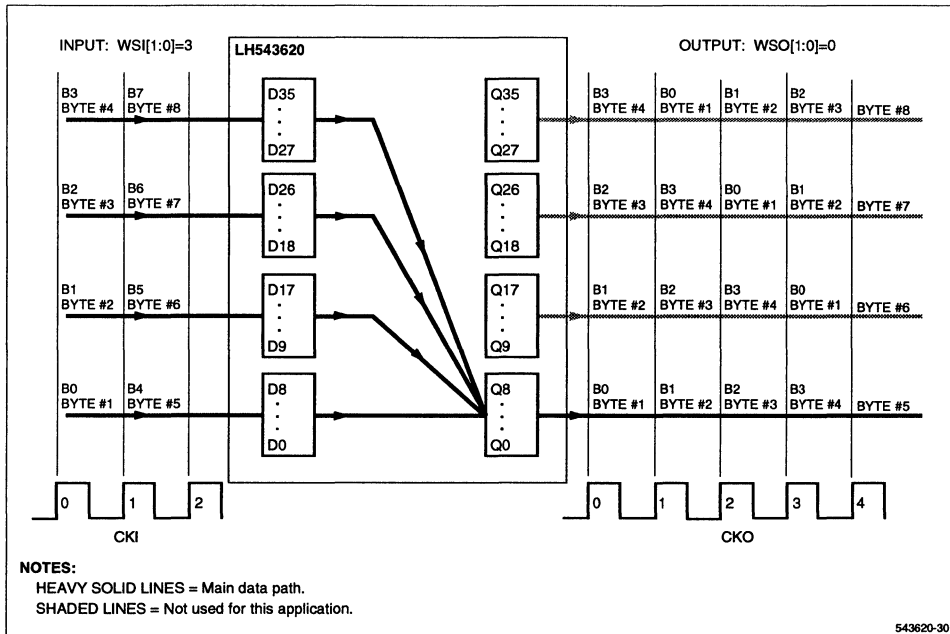 INPUT: WSI[1:0]=3
LH543620
OUTPUT: WSO[1:0]=0
B3 B7
BYTE #4 BYTE #8
D35
.
.
.
D27
Q35
.
.
.
Q27
B3 B0 B1 B2
BYTE #4 BYTE #1 BYTE #2 BYTE #3 BYTE #8
B2 B6
BYTE #3 BYTE #7
D26
.
.
.
D18
Q26
.
.
.
Q18
B2 B3 B0 B1
BYTE #3 BYTE #4 BYTE #1 BYTE #2 BYTE #7
B1 B5
BYTE #2 BYTE #6
D17
.
.
.
D9
Q17
.
.
.
Q9
B1 B2 B3 B0
BYTE #2 BYTE #3 BYTE #4 BYTE #1 BYTE #6
B0 B4
BYTE #1 BYTE #5
D8
.
.
.
D0
Q8
.
.
.
Q0
B0 B1 B2 B3
BYTE #1 BYTE #2 BYTE #3 BYTE #4 BYTE #5
0 1 2
0 1 2 3 4
CKI
CKO
NOTES:
HEAVY SOLID LINES = Main data path.
SHADED LINES = Not used for this application.
543620-30